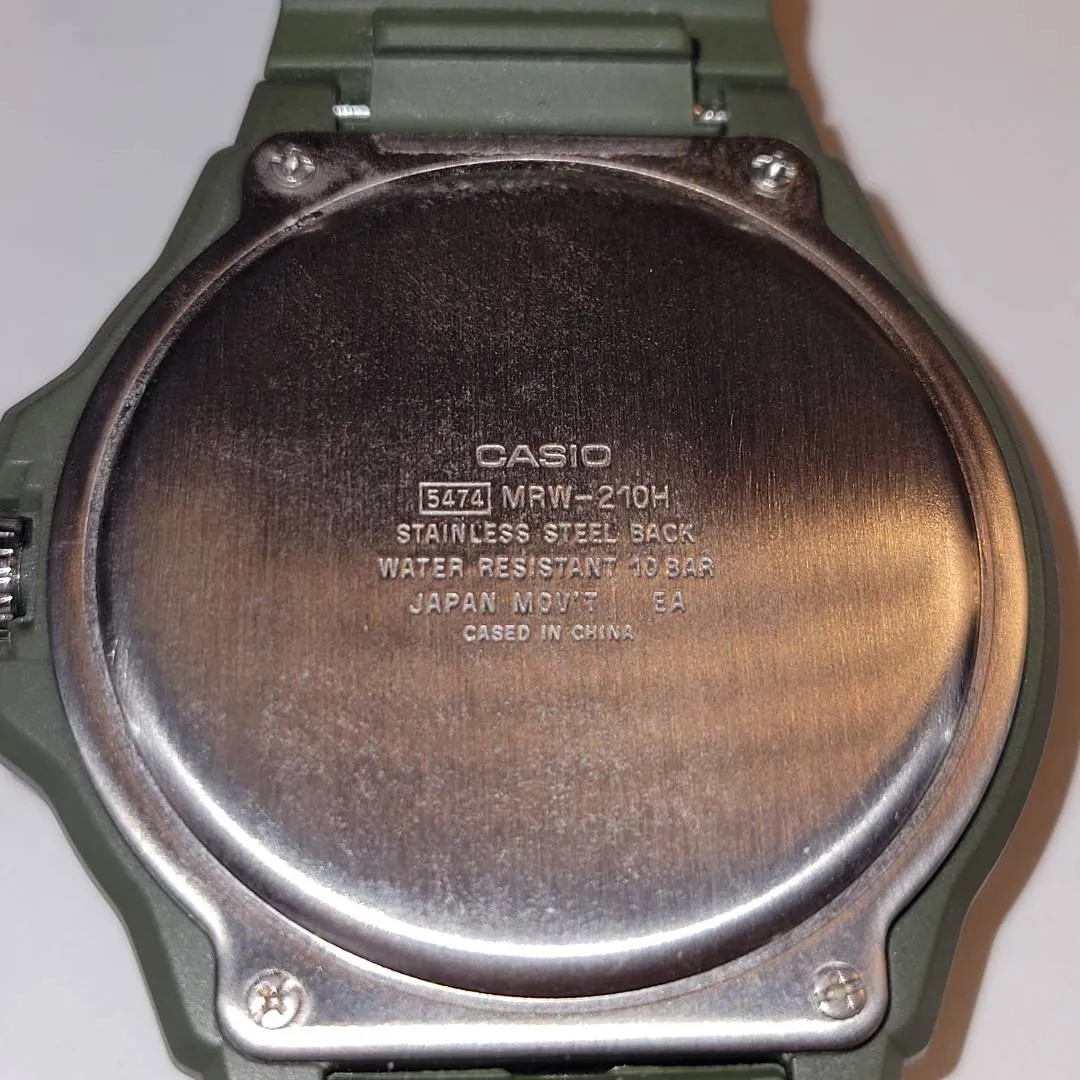 CASIO
5474 MRW-210H
STAINLESS STEEL BACK
WATER RESISTANT 10 BAR
JAPAN MOV'T EA
CASED IN CHINA